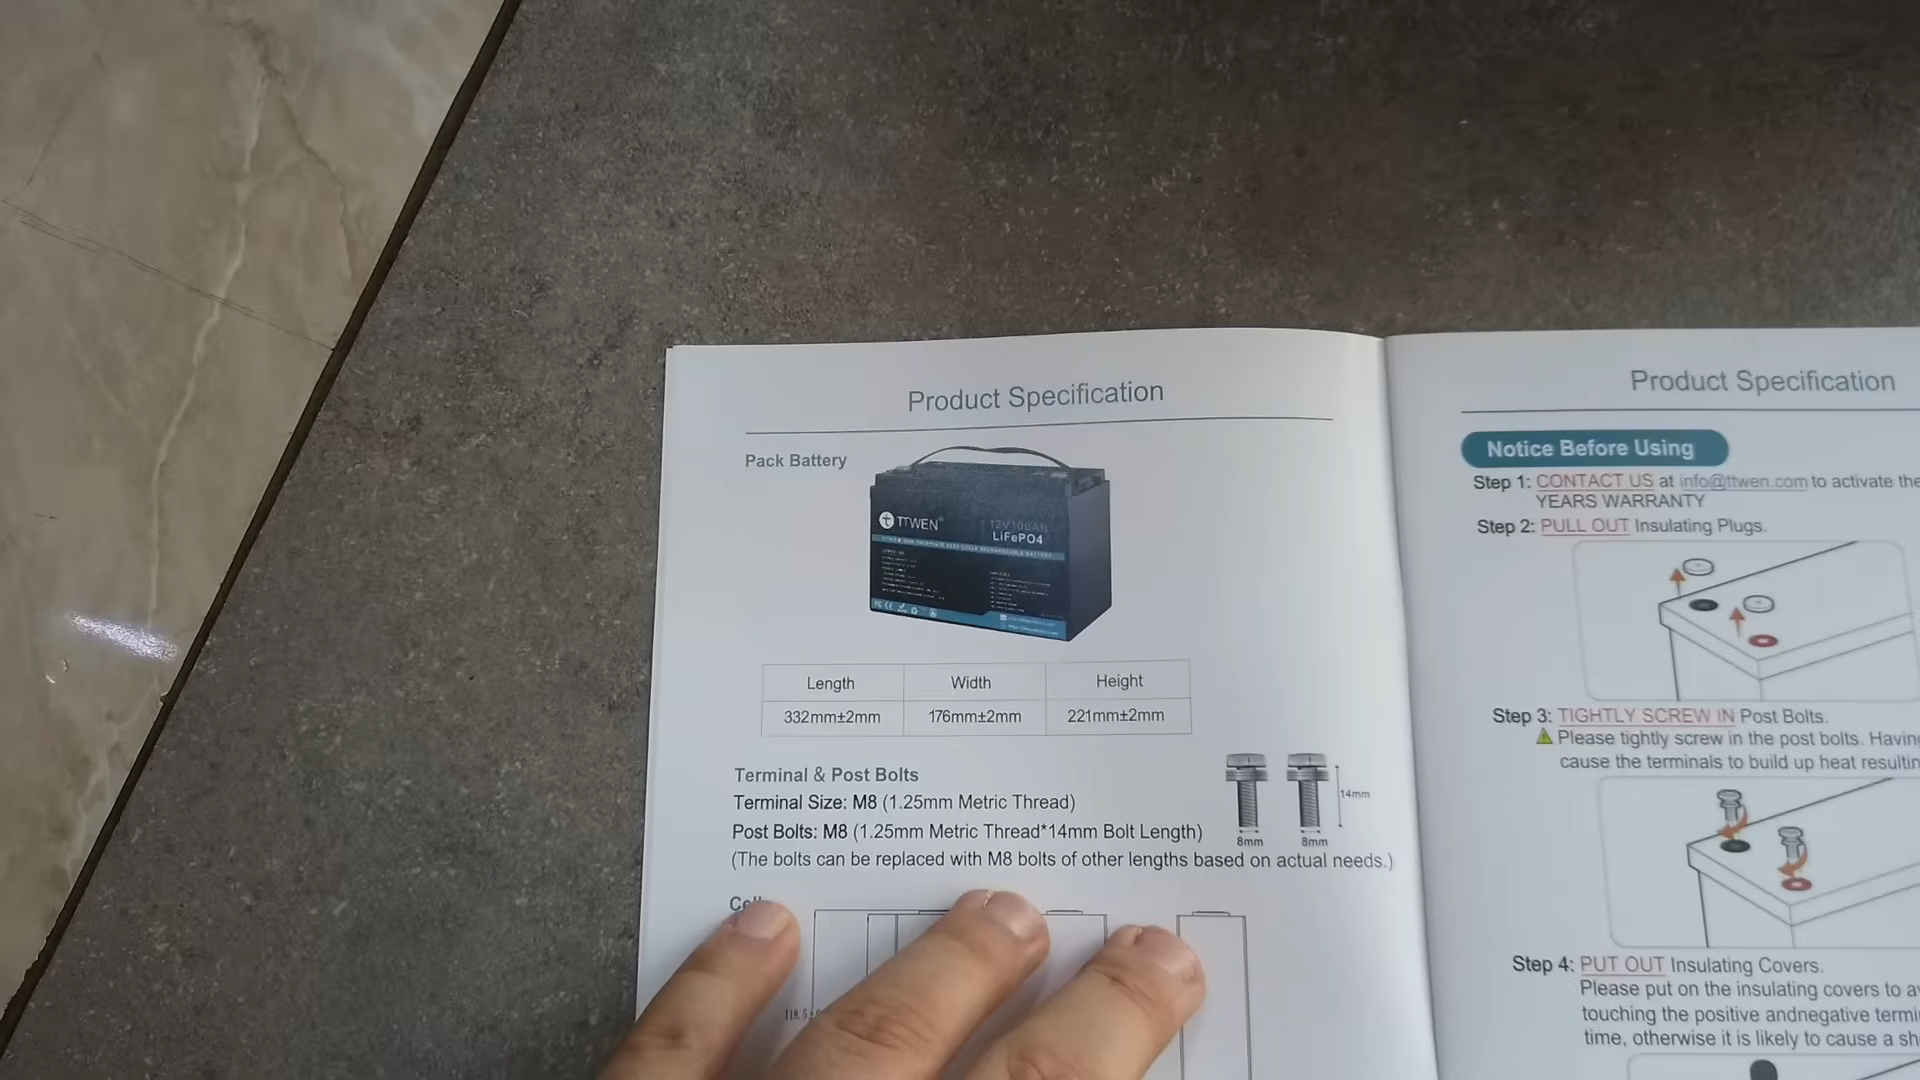 Product Specification
Pack Battery
TTWEN
12V100Ah
LiFePO4
Length Width Height
332mm±2mm 176mm±2mm 221mm±2mm
Terminal & Post Bolts
Terminal Size: M8 (1.25mm Metric Thread)
Post Bolts: M8 (1.25mm Metric Thread*14mm Bolt Length)
(The bolts can be replaced with M8 bolts of other lengths based on actual needs.)
14mm
8mm 8mm
118.5±
Product Specification
Notice Before Using
Step 1: CONTACT US at info@ttwen.com to activate the
YEARS WARRANTY
Step 2: PULL OUT Insulating Plugs.
Step 3: TIGHTLY SCREW IN Post Bolts.
Please tightly screw in the post bolts. Having
cause the terminals to build up heat resultin
Step 4: PUT OUT Insulating Covers.
Please put on the insulating covers to a
touching the positive andnegative termi
time, otherwise it is likely to cause a sh